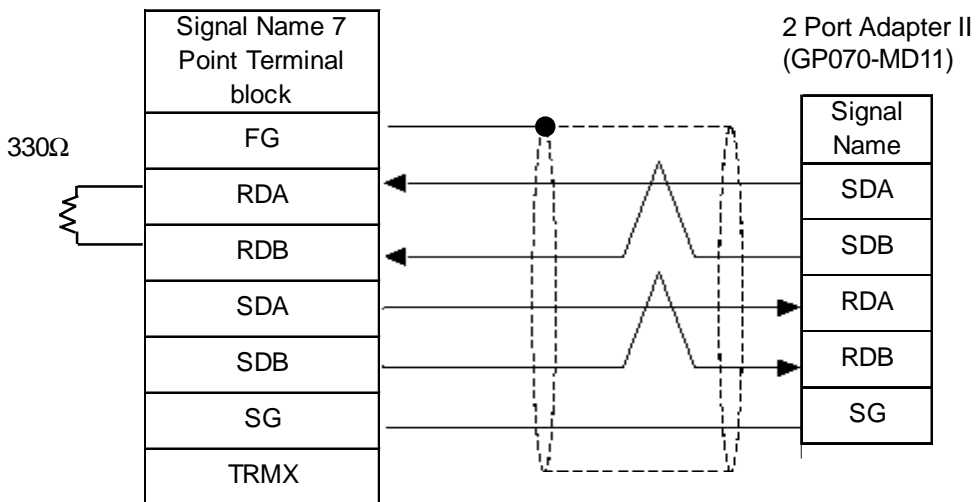 Signal Name 7
Point Terminal
block
FG
RDA
RDB
SDA
SDB
SG
TRMX
330Ω
2 Port Adapter II
(GP070-MD11)
Signal
Name
SDA
SDB
RDA
RDB
SG